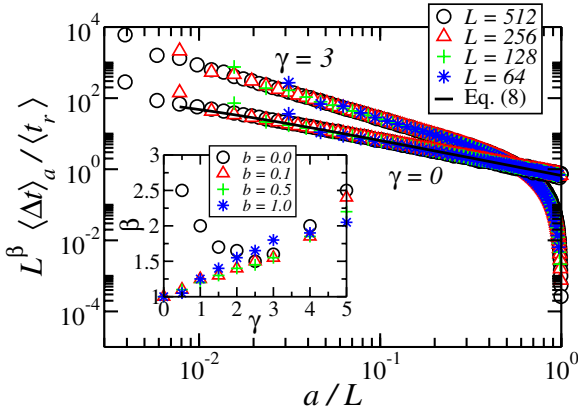 L^β ⟨Δt⟩_a / ⟨t_r⟩
10^6
10^4
10^2
10^0
10^-2
10^-4
γ = 3
γ = 0
L = 512
L = 256
L = 128
L = 64
Eq. (8)
β
3
2.5
2
1.5
1
b = 0.0
b = 0.1
b = 0.5
b = 1.0
0 1 2 3 4 5
γ
10^-2 10^-1 10^0
a / L